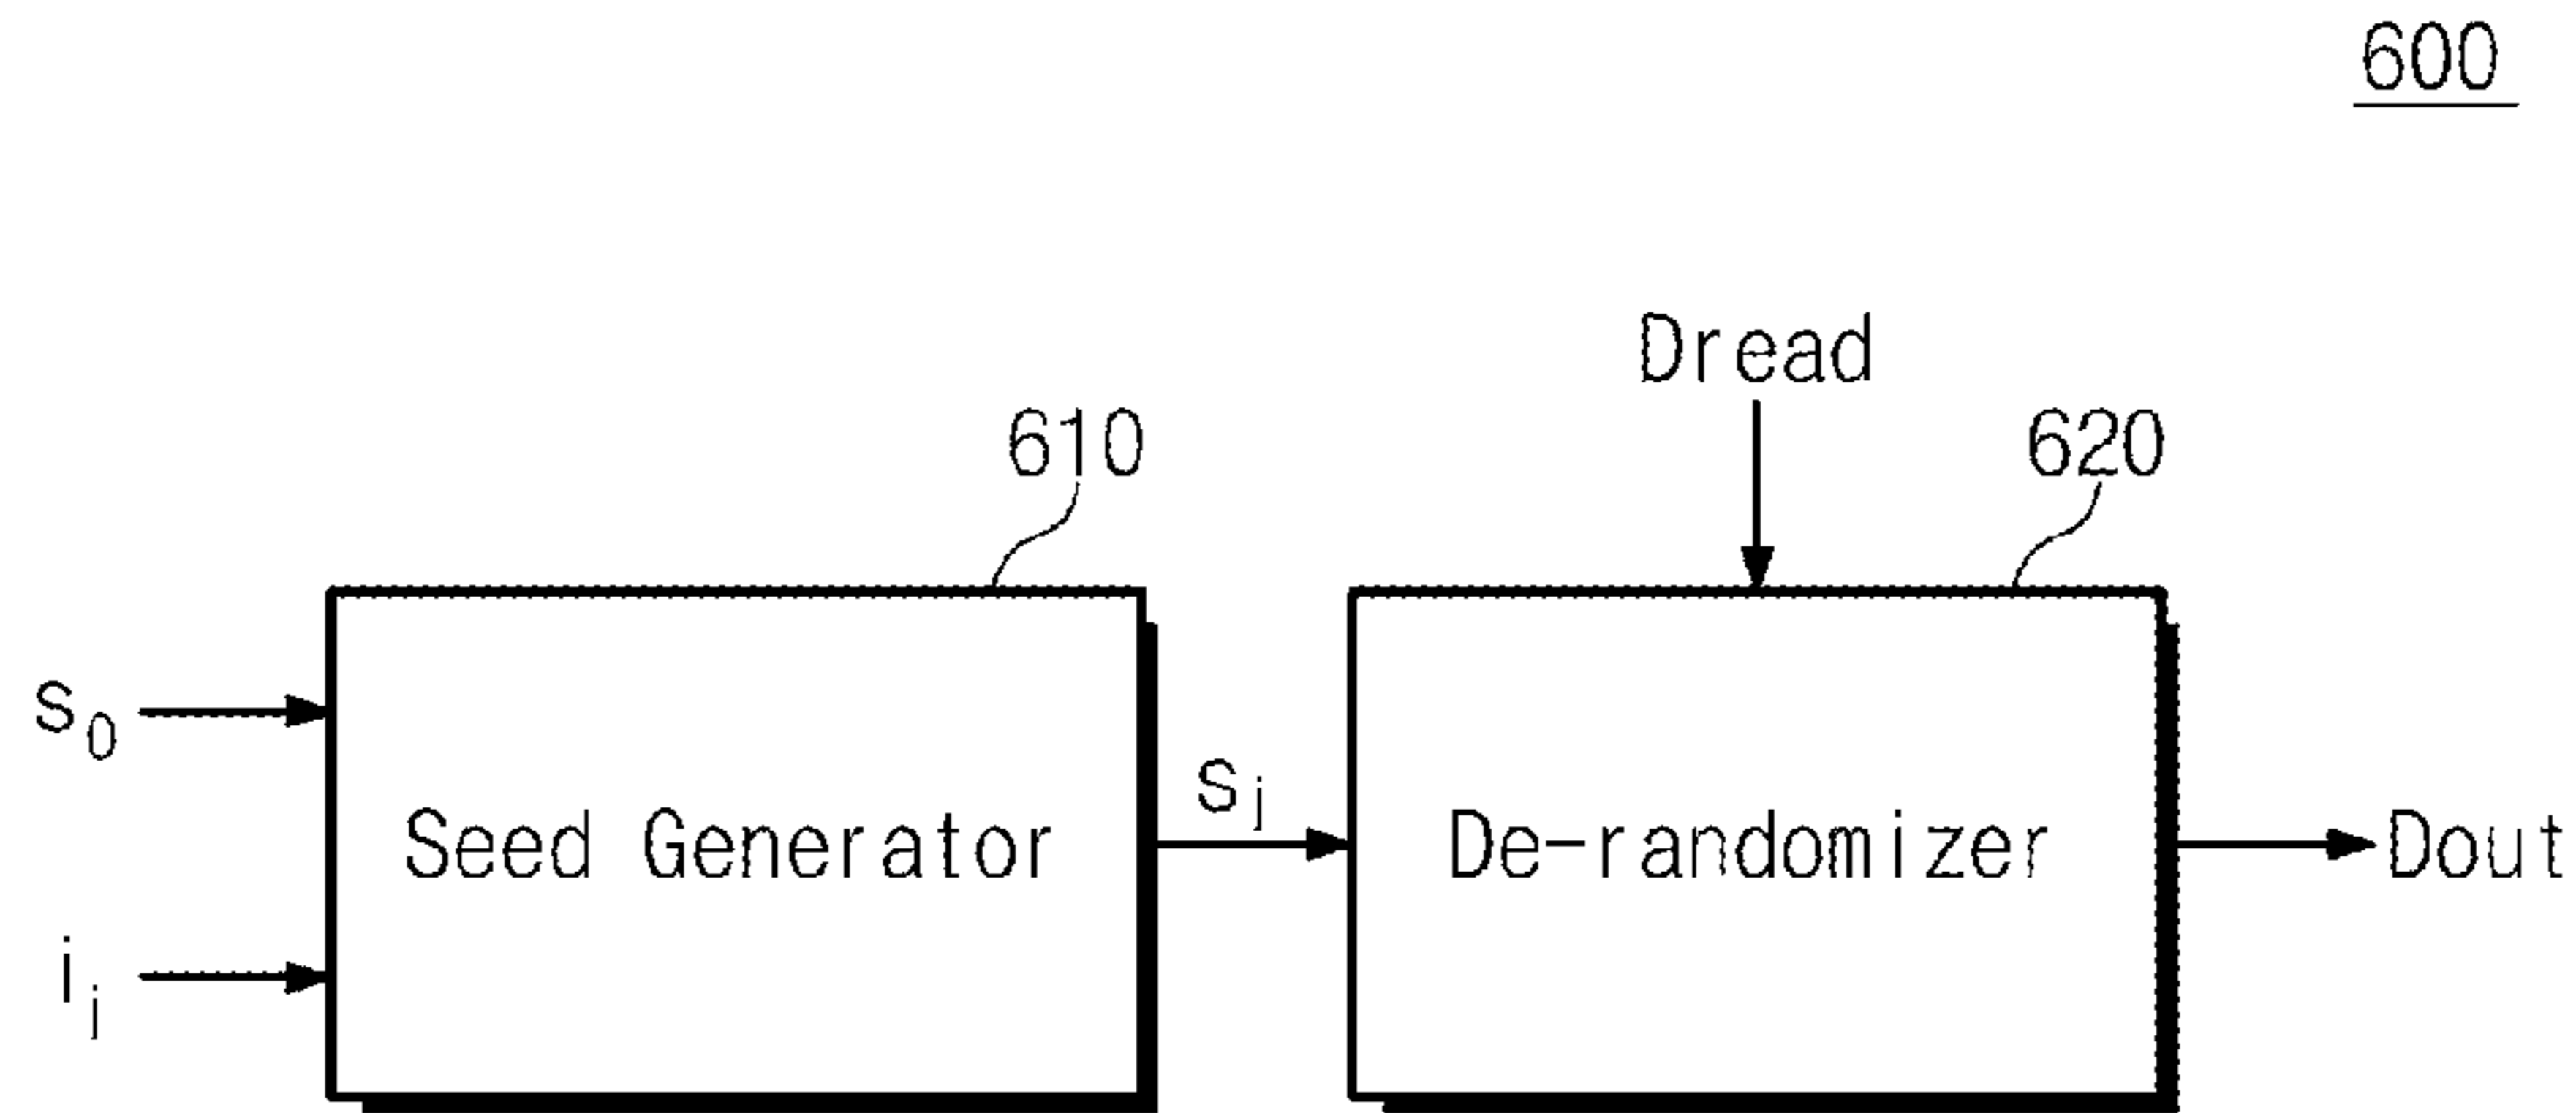 600
Dread
610
620
s0
sj
Seed Generator
De-randomizer
Dout
ij